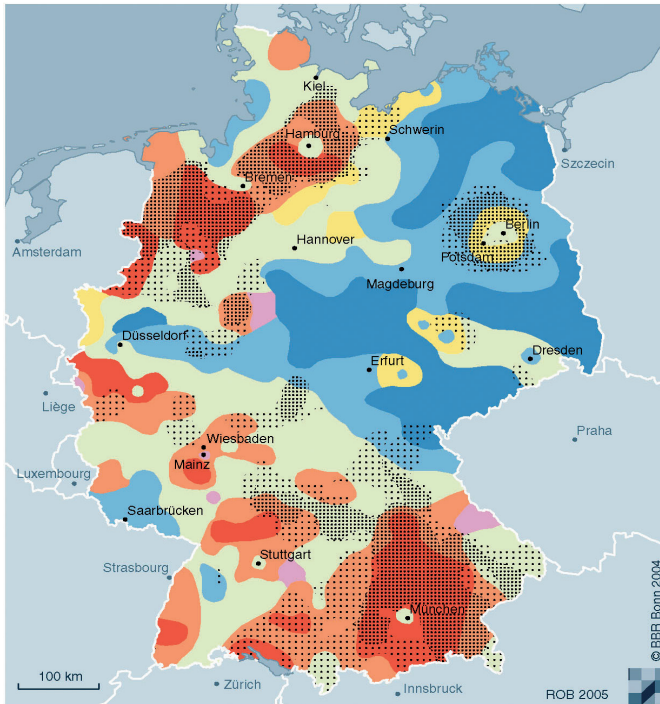 Kiel
Hamburg
Schwerin
Szczecin
Bremen
Berlin
Amsterdam
Hannover
Potsdam
Magdeburg
Düsseldorf
Dresden
Erfurt
Liège
Praha
Wiesbaden
Mainz
Luxembourg
Saarbrücken
Stuttgart
Strasbourg
München
© BBR Bonn 2004
100 km
Zürich
Innsbruck
ROB 2005